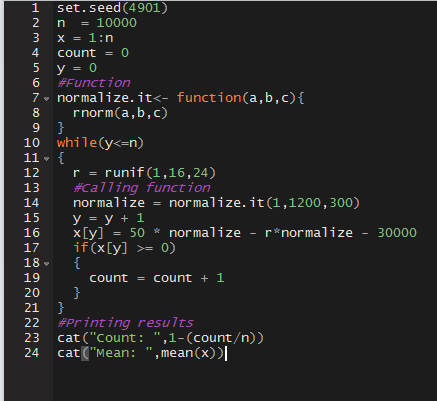 1 set.seed(4901)
2 n  = 10000
3 x = 1:n
4 count = 0
5 y = 0
6 #Function
7 normalize.it<- function(a,b,c){
8   rnorm(a,b,c)
9 }
10 while(y<=n)
11 {
12   r = runif(1,16,24)
13   #Calling function
14   normalize = normalize.it(1,1200,300)
15   y = y + 1
16   x[y] = 50 * normalize - r*normalize - 30000
17   if(x[y] >= 0)
18   {
19     count = count + 1
20   }
21 }
22 #Printing results
23 cat("Count: ",1-(count/n))
24 cat("Mean: ",mean(x))